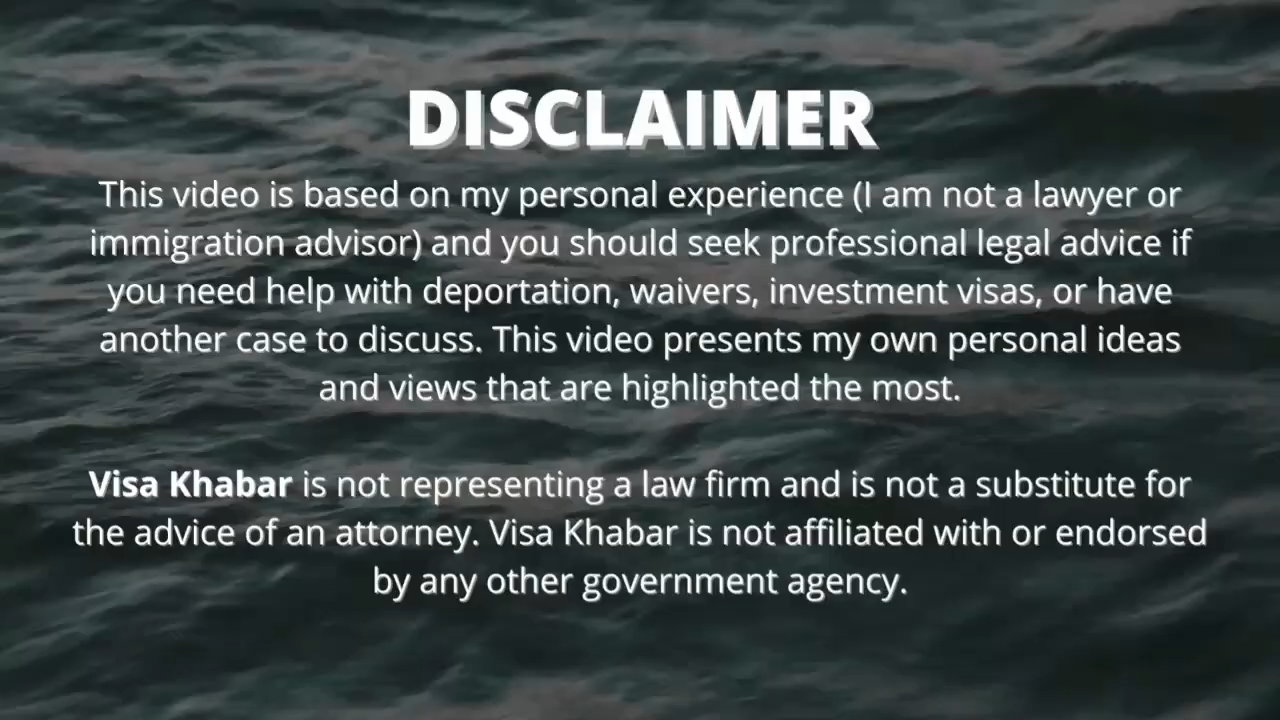 DISCLAIMER
This video is based on my personal experience (I am not a lawyer or
immigration advisor) and you should seek professional legal advice if
you need help with deportation, waivers, investment visas, or have
another case to discuss. This video presents my own personal ideas
and views that are highlighted the most.
Visa Khabar is not representing a law firm and is not a substitute for
the advice of an attorney. Visa Khabar is not affiliated with or endorsed
by any other government agency.